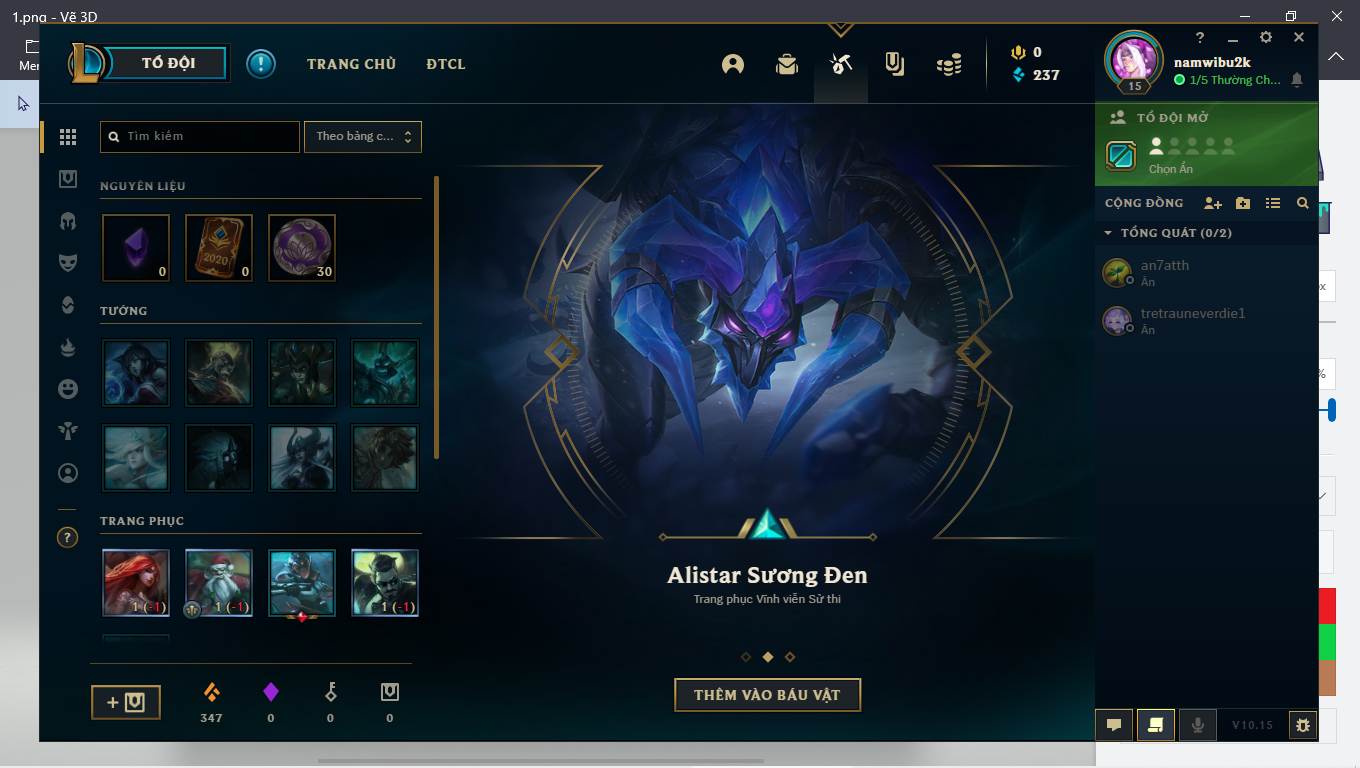 1.png - Vẽ 3D
Mer
TỔ ĐỘI
TRANG CHỦ
ĐTCL
0
237
15
namwibu2k
1/5 Thường Ch...
TỔ ĐỘI MỞ
Chọn Ẩn
CỘNG ĐỒNG
TỔNG QUÁT (0/2)
an7atth
Ẩn
tretrauneverdie1
Ẩn
Tìm kiếm
Theo bảng c...
NGUYÊN LIỆU
0
2020
0
30
TƯỚNG
TRANG PHỤC
1 (-1)
1 (-1)
1 (-1)
347
0
0
0
Alistar Sương Đen
Trang phục Vĩnh viễn Sử thi
THÊM VÀO BÁU VẬT
V10.15
%